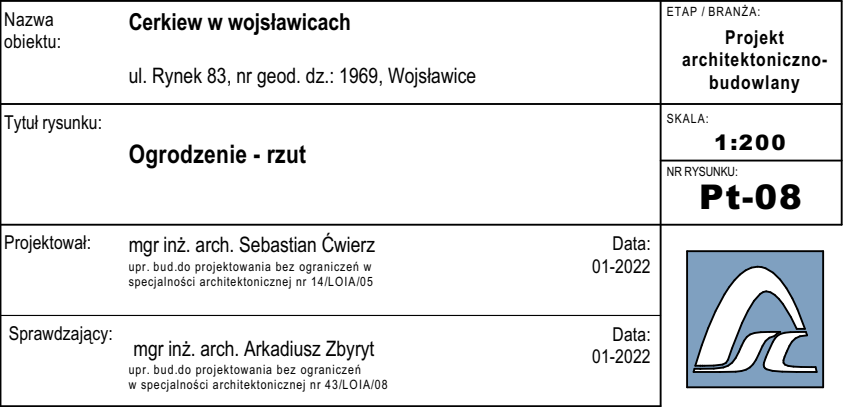 Nazwa
obiektu:
Cerkiew w wojsławicach
ul. Rynek 83, nr geod. dz.: 1969, Wojsławice
ETAP / BRANŻA:
Projekt
architektoniczno-
budowlany
Tytuł rysunku:
Ogrodzenie - rzut
SKALA:
1:200
NR RYSUNKU:
Pt-08
Projektował:
mgr inż. arch. Sebastian Ćwierz
upr. bud.do projektowania bez ograniczeń w
specjalności architektonicznej nr 14/LOIA/05
Data:
01-2022
Sprawdzający:
mgr inż. arch. Arkadiusz Zbyryt
upr. bud.do projektowania bez ograniczeń
w specjalności architektonicznej nr 43/LOIA/08
Data:
01-2022